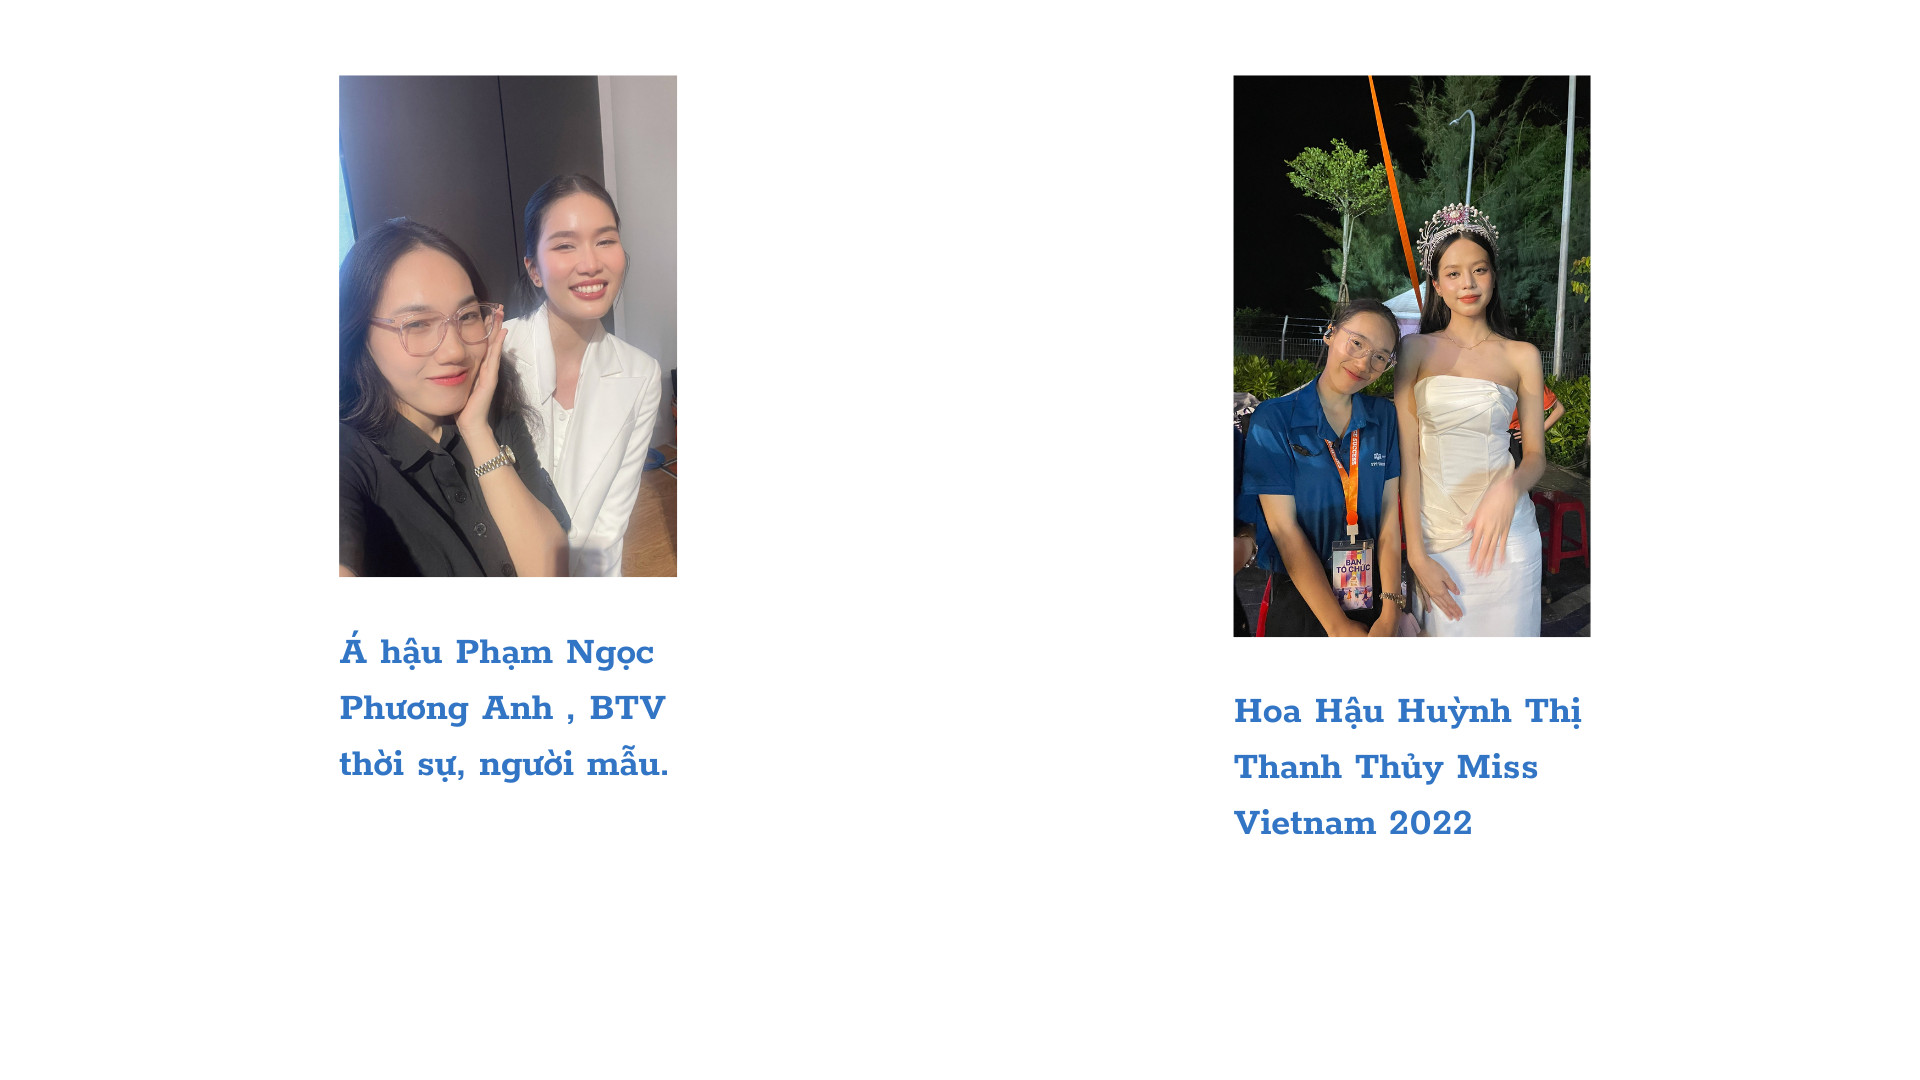 Á hậu Phạm Ngọc
Phương Anh , BTV
thời sự, người mẫu.
BAN
TỔ CHỨC
Hoa Hậu Huỳnh Thị
Thanh Thủy Miss
Vietnam 2022